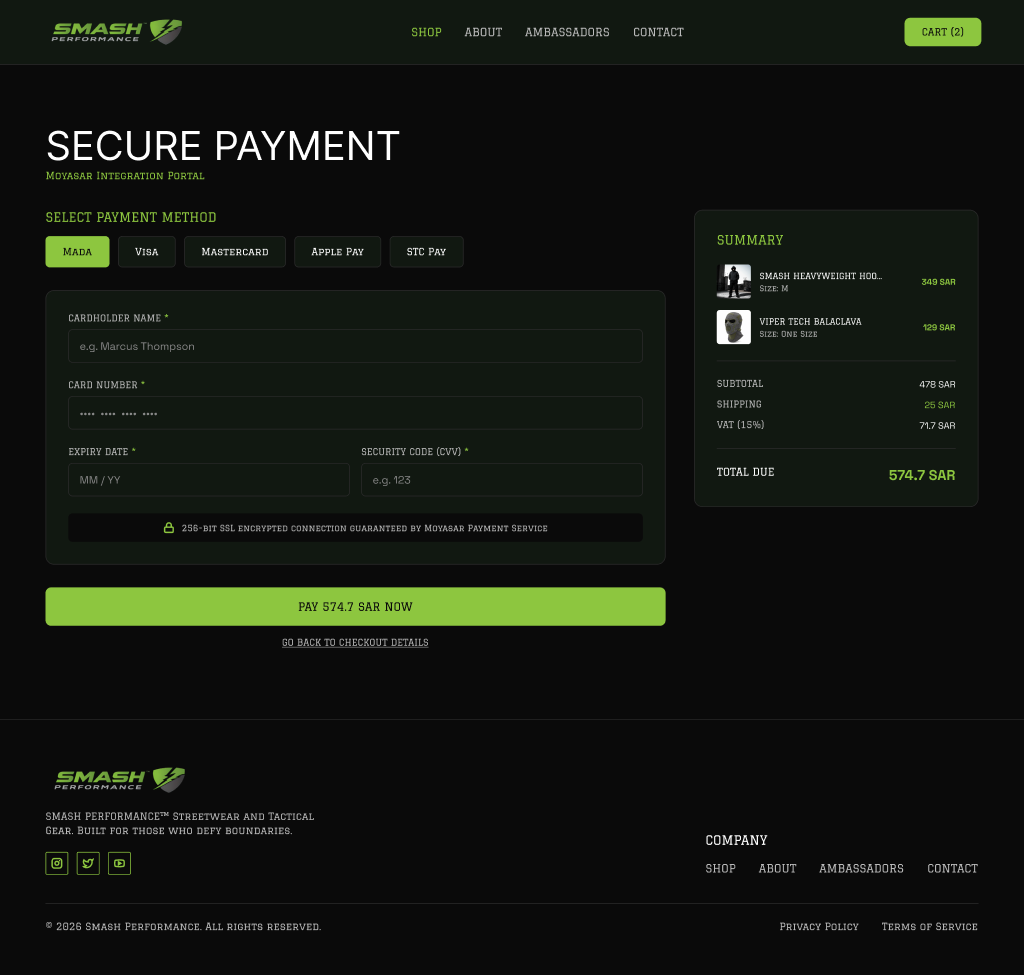 SMASH
PERFORMANCE
SHOP ABOUT AMBASSADORS CONTACT
CART (2)
SECURE PAYMENT
Moyasar Integration Portal
SELECT PAYMENT METHOD
Mada Visa Mastercard Apple Pay STC Pay
CARDHOLDER NAME *
e.g. Marcus Thompson
CARD NUMBER *
•••• •••• •••• ••••
EXPIRY DATE * SECURITY CODE (CVV) *
MM / YY e.g. 123
256-bit SSL encrypted connection guaranteed by Moyasar Payment Service
PAY 574.7 SAR NOW
GO BACK TO CHECKOUT DETAILS
SUMMARY
SMASH HEAVYWEIGHT HOO... 349 SAR
Size: M
VIPER TECH BALACLAVA 129 SAR
Size: One Size
SUBTOTAL 478 SAR
SHIPPING 25 SAR
VAT (15%) 71.7 SAR
TOTAL DUE 574.7 SAR
SMASH
PERFORMANCE
SMASH PERFORMANCE™ Streetwear and Tactical
Gear. Built for those who defy boundaries.
COMPANY
SHOP ABOUT AMBASSADORS CONTACT
© 2026 Smash Performance. All rights reserved.
Privacy Policy Terms of Service